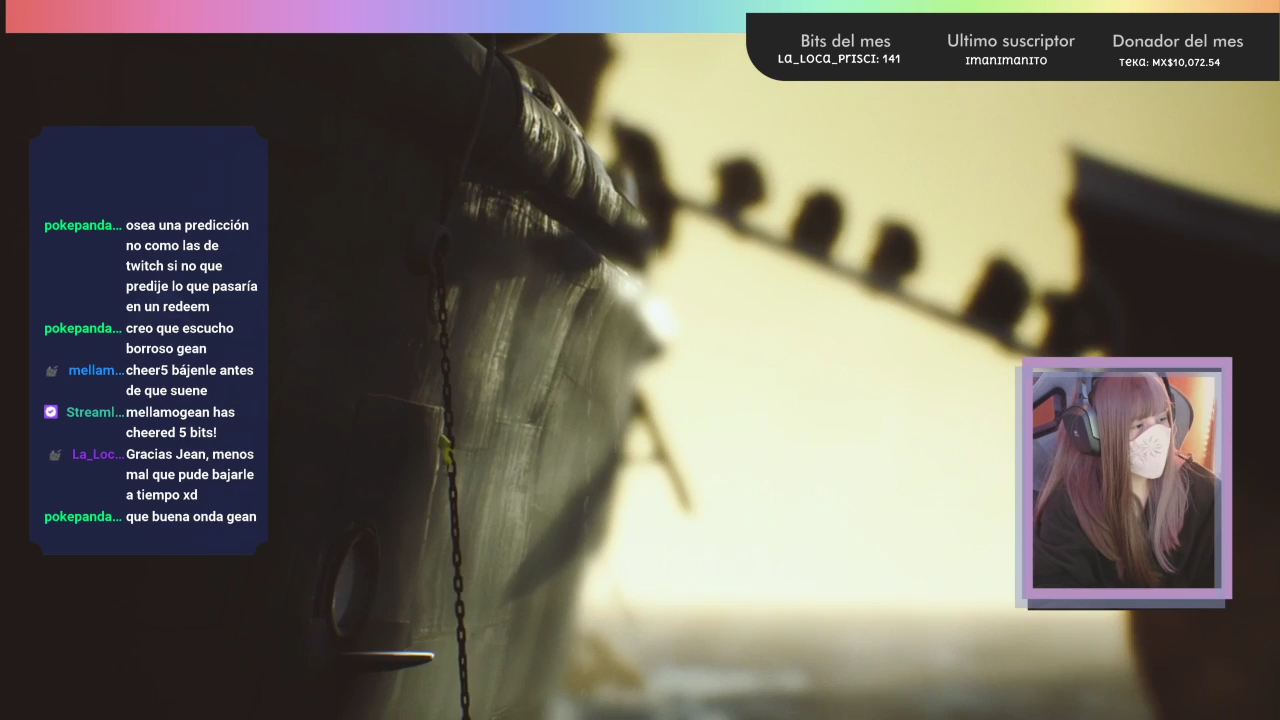 Bits del mes
La_Loca_Prisci: 141
Ultimo suscriptor
imanimanito
Donador del mes
Teka: MX$10,072.54
pokepanda... osea una predicción
no como las de
twitch si no que
predije lo que pasaría
en un redeem
pokepanda... creo que escucho
borroso gean
mellam... cheer5 bájenle antes
de que suene
Streaml... mellamogean has
cheered 5 bits!
La_Loc... Gracias Jean, menos
mal que pude bajarle
a tiempo xd
pokepanda... que buena onda gean